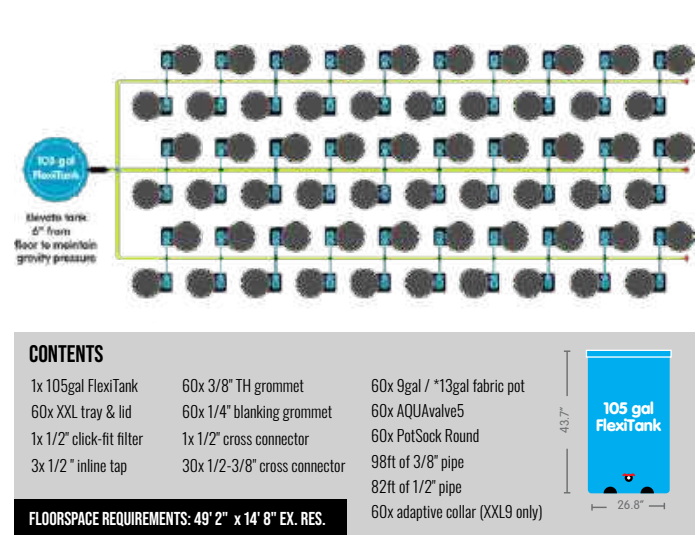 105 gal
FlexiTank
Elevate tank
6" from
floor to maintain
gravity pressure
CONTENTS
1x 105gal FlexiTank
60x XXL tray & lid
1x 1/2" click-fit filter
3x 1/2 " inline tap
60x 3/8" TH grommet
60x 1/4" blanking grommet
1x 1/2" cross connector
30x 1/2-3/8" cross connector
60x 9gal / *13gal fabric pot
60x AQUAvalve5
60x PotSock Round
98ft of 3/8" pipe
82ft of 1/2" pipe
60x adaptive collar (XXL9 only)
43.7"
105 gal
FlexiTank
26.8"
FLOORSPACE REQUIREMENTS: 49' 2" x 14' 8" EX. RES.